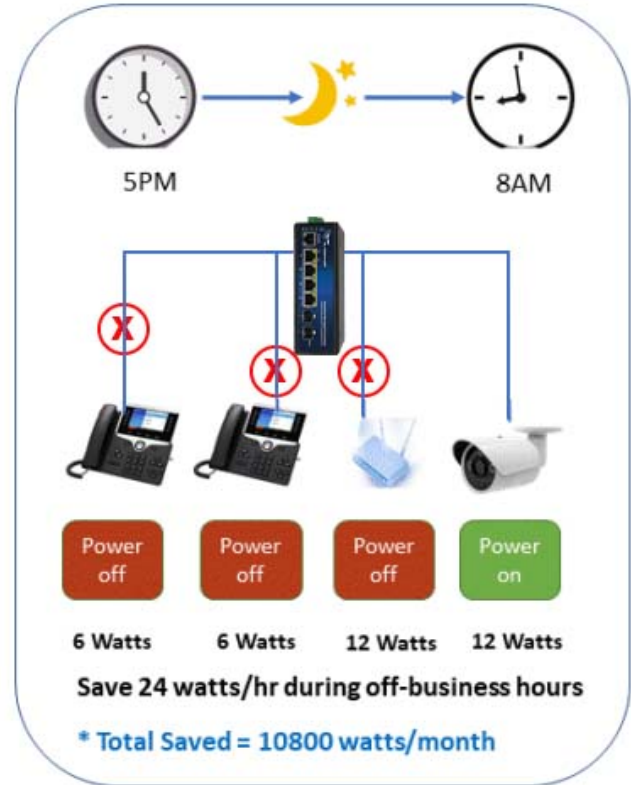 5PM
8AM
X
X
X
Power off
Power off
Power off
Power on
6 Watts
6 Watts
12 Watts
12 Watts
Save 24 watts/hr during off-business hours
* Total Saved = 10800 watts/month